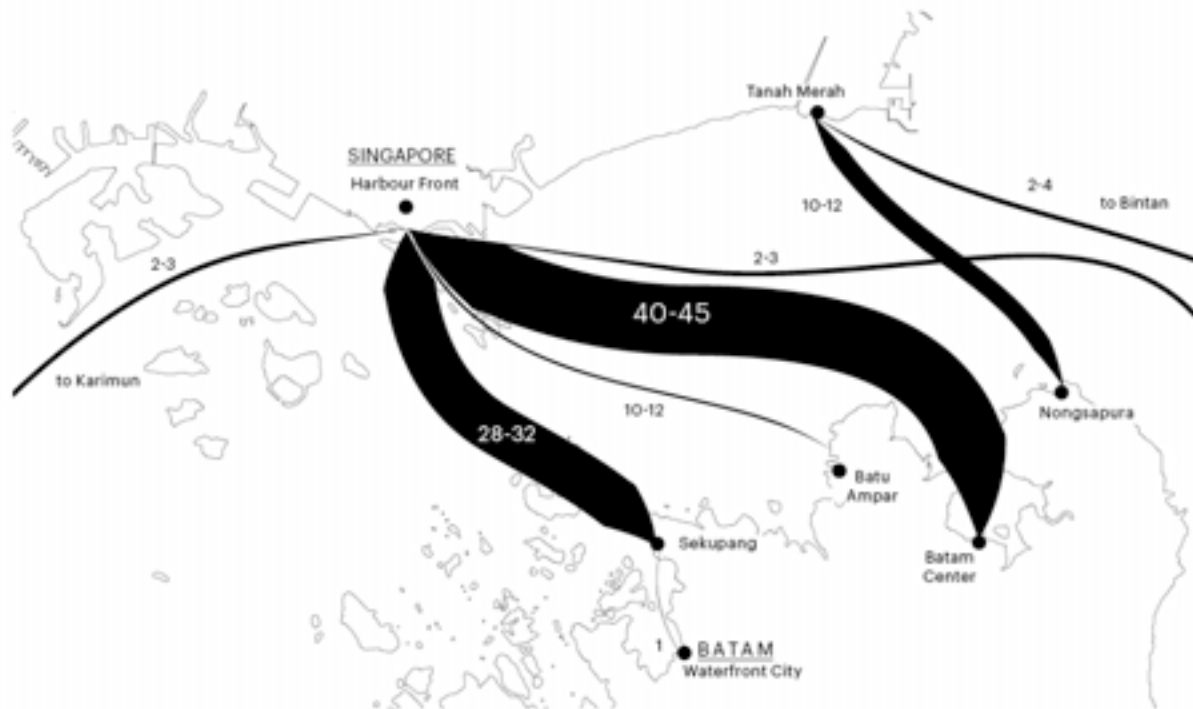 Tanah Merah
SINGAPORE
Harbour Front
2-4
10-12
to Bintan
2-3
2-3
40-45
to Karimun
10-12
Nongsapura
28-32
Batu
Ampar
Sekupang
Batam
Center
1
BATAM
Waterfront City